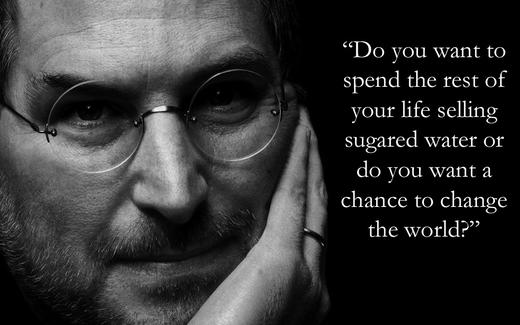 “Do you want to
spend the rest of
your life selling
sugared water or
do you want a
chance to change
the world?”